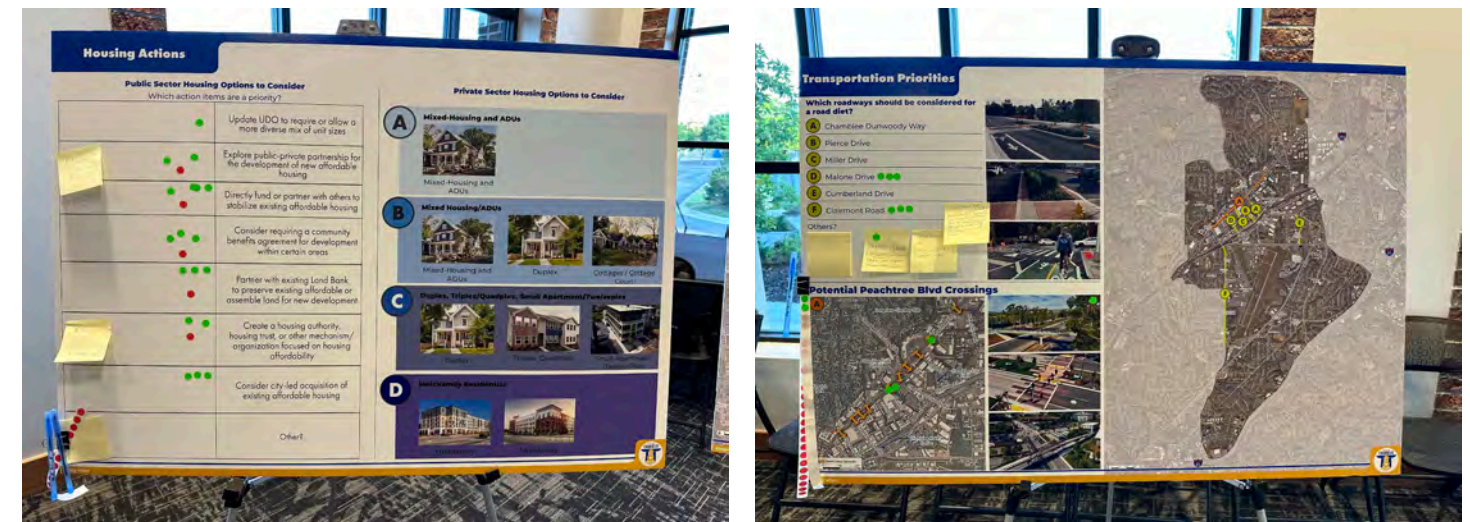 Housing Actions
Public Sector Housing Options to Consider
Which action items are a priority?
Update UDO to require or allow a
more diverse mix of unit sizes
Explore public-private partnership for
the development of new affordable
housing
Directly fund or partner with others to
stabilize existing affordable housing
Consider requiring a community
benefits agreement for development
within certain areas
Partner with existing Land Bank
to preserve existing affordable or
assemble land for new development
Create a housing authority,
housing trust, or other mechanism/
organization focused on housing
affordability
Consider city-led acquisition of
existing affordable housing
Other?
Private Sector Housing Options to Consider
A
Mixed-Housing and ADUs
Mixed-Housing and
ADUs
B
Mixed Housing/ADUs
Mixed-Housing and
ADUs
Duplex
Cottages / Cottage
Court
C
Duplex, Triplex/Quadplex, Small Apartment/
Duplex
D
Multifamily Residential
Transportation Priorities
Which roadways should be considered for
a road diet?
A Chamblee Dunwoody Way
B Pierce Drive
C Miller Drive
D Malone Drive
E Cumberland Drive
F Clairmont Road
Others?
Potential Peachtree Blvd Crossings